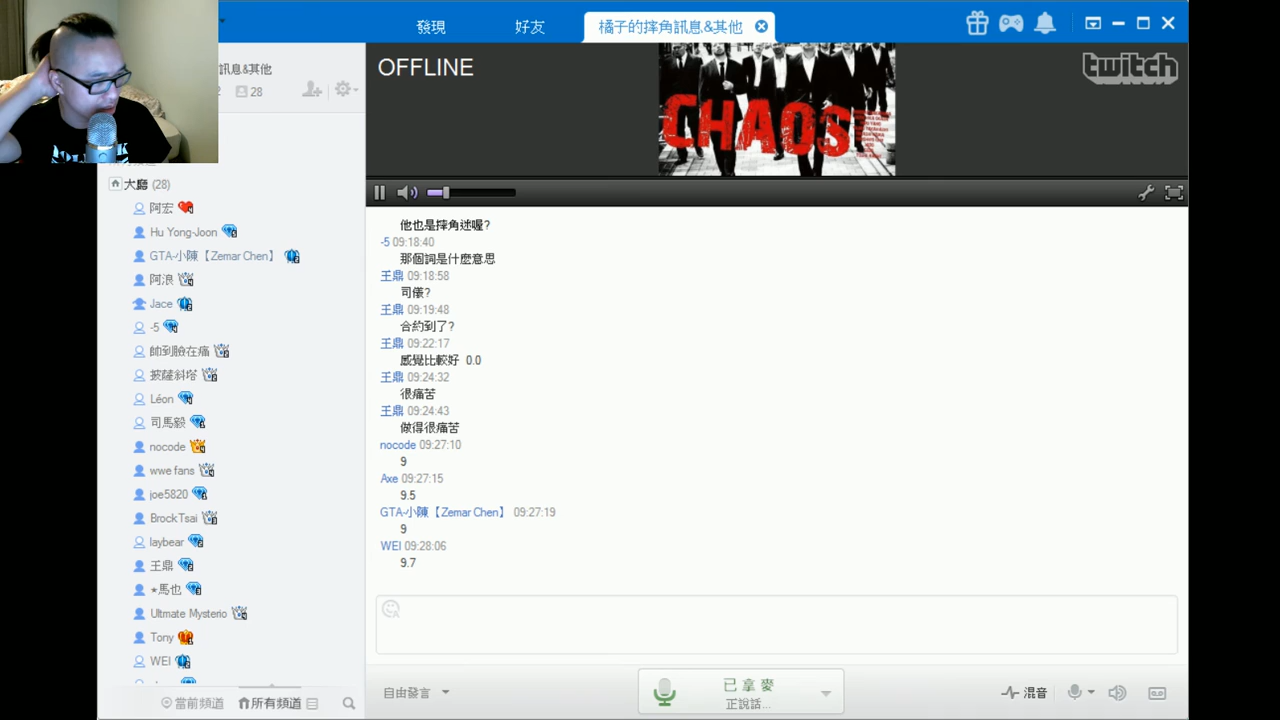 發現
好友
橘子的摔角訊息&其他
訊息&其他
28
OFFLINE
CHAOS
twitch
大廳 (28)
阿宏
Hu Yong-Joon
GTA-小陳【Zemar Chen】
阿浪
Jace
-5
帥到臉在痛
披薩斜塔
Léon
司馬毅
nocode
wwe fans
joe5820
BrockTsai
laybear
王鼎
★馬也
Ultmate Mysterio
Tony
WEI
當前頻道
所有頻道
他也是摔角迷喔?
-5 09:18:40
那個詞是什麼意思
王鼎 09:18:58
司儀?
王鼎 09:19:48
合約到了?
王鼎 09:22:17
感覺比較好 0.0
王鼎 09:24:32
很痛苦
王鼎 09:24:43
做得很痛苦
nocode 09:27:10
9
Axe 09:27:15
9.5
GTA-小陳【Zemar Chen】 09:27:19
9
WEI 09:28:06
9.7
自由發言
已拿麥
正說話...
混音